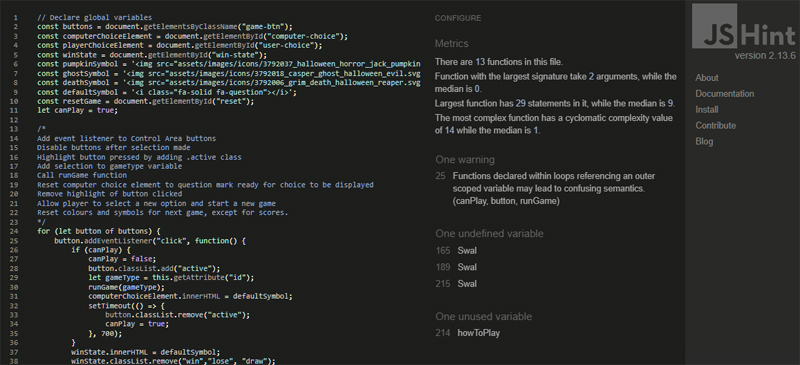 1 // Declare global variables
2 const buttons = document.getElementsByClassName("game-btn");
3 const computerChoiceElement = document.getElementById("computer-choice");
4 const playerChoiceElement = document.getElementById("user-choice");
5 const winState = document.getElementById("win-state");
6 const pumpkinSymbol = '<img src="assets/images/icons/3792037_halloween_horror_jack_pumpkin
7 const ghostSymbol = '<img src="assets/images/icons/3792018_casper_ghost_halloween_evil.svg
8 const deathSymbol = '<img src="assets/images/icons/3792006_grim_death_halloween_reaper.svg
9 const defaultSymbol = '<i class="fa-solid fa-question"></i>';
10 const resetGame = document.getElementById("reset");
11 let canPlay = true;
12
13 /*
14 Add event listener to Control Area buttons
15 Disable buttons after selection made
16 Highlight button pressed by adding .active class
17 Add selection to gameType variable
18 Call runGame function
19 Reset computer choice element to question mark ready for choice to be displayed
20 Remove highlight of button clicked
21 Allow player to select a new option and start a new game
22 Reset colours and symbols for next game, except for scores.
23 */
24 for (let button of buttons) {
25 button.addEventListener("click", function() {
26 if (canPlay) {
27 canPlay = false;
28 button.classList.add("active");
29 let gameType = this.getAttribute("id");
30 runGame(gameType);
31 computerChoiceElement.innerHTML = defaultSymbol;
32 setTimeout(() => {
33 button.classList.remove("active");
34 canPlay = true;
35 }, 700);
36 }
37 winState.innerHTML = defaultSymbol;
38 winState.classList.remove("win","lose", "draw");
CONFIGURE
Metrics
There are 13 functions in this file.
Function with the largest signature take 2 arguments, while the
median is 0.
Largest function has 29 statements in it, while the median is 9.
The most complex function has a cyclomatic complexity value
of 14 while the median is 1.
One warning
25 Functions declared within loops referencing an outer
scoped variable may lead to confusing semantics.
(canPlay, button, runGame)
One undefined variable
165 Swal
189 Swal
215 Swal
One unused variable
214 howToPlay
JSHint
version 2.13.6
About
Documentation
Install
Contribute
Blog